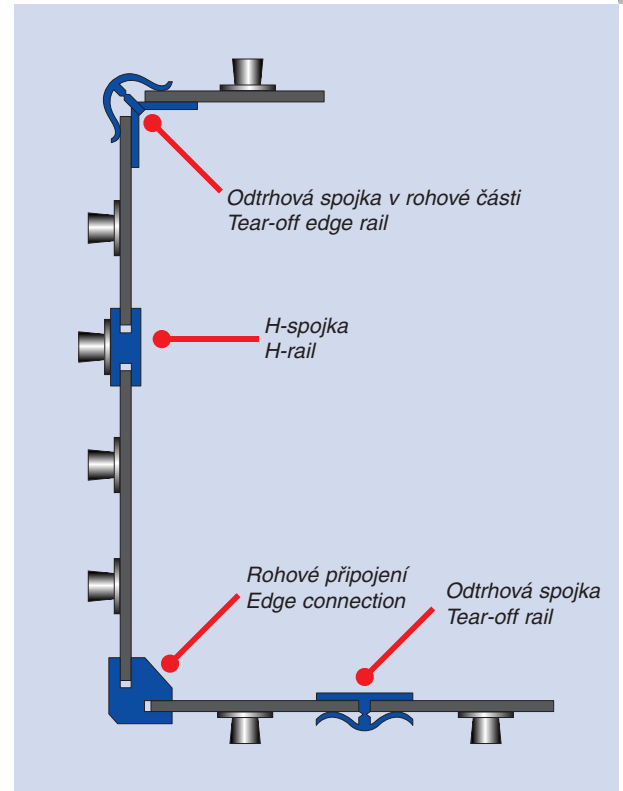 Odtrhová spojka v rohové části
Tear-off edge rail
H-spojka
H-rail
Rohové připojení
Edge connection
Odtrhová spojka
Tear-off rail